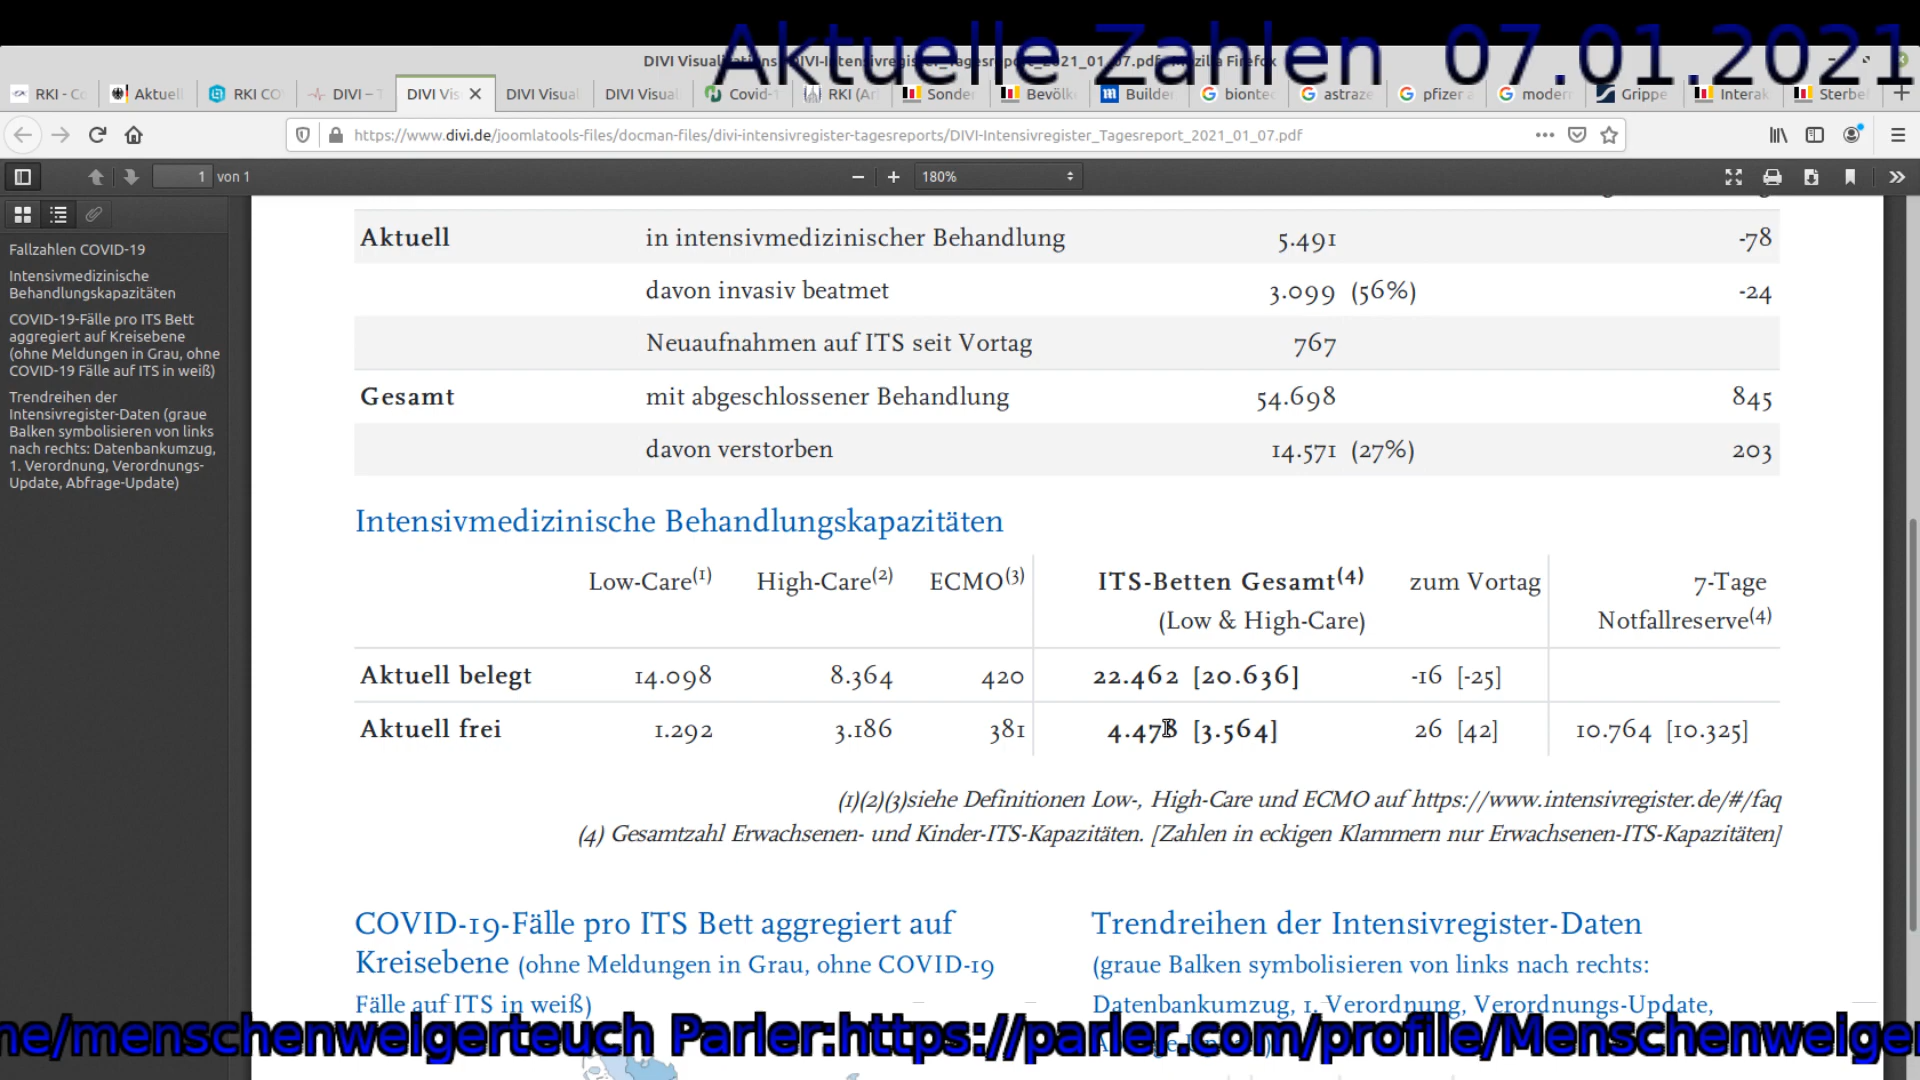 Aktuelle Zahlen 07.01.2021
DIVI Visualizations - DIVI-Intensivregister_Tagesreport_2021_01_07.pdf - Mozilla Firefox
RKI - Co
Aktuell
RKI CO
DIVI –
DIVI Vis
DIVI Visual
DIVI Visual
Covid-
RKI (Ar
Sonde
Bevölk
Builde
biontec
astraze
pfizer
moder
Grippe
Interak
Sterbe
https://www.divi.de/joomlatools-files/docman-files/divi-intensivregister-tagesreports/DIVI-Intensivregister_Tagesreport_2021_01_07.pdf
1 von 1
180%
Fallzahlen COVID-19
Intensivmedizinische
Behandlungskapazitäten
COVID-19-Fälle pro ITS Bett
aggregiert auf Kreisebene
(ohne Meldungen in Grau, ohne
COVID-19 Fälle auf ITS in weiß)
Trendreihen der
Intensivregister-Daten (graue
Balken symbolisieren von links
nach rechts: Datenbankumzug,
1. Verordnung, Verordnungs-
Update, Abfrage-Update)
Aktuell in intensivmedizinischer Behandlung 5.491 -78
davon invasiv beatmet 3.099 (56%) -24
Neuaufnahmen auf ITS seit Vortag 767
Gesamt mit abgeschlossener Behandlung 54.698 845
davon verstorben 14.571 (27%) 203
Intensivmedizinische Behandlungskapazitäten
Low-Care(1) High-Care(2) ECMO(3) ITS-Betten Gesamt(4) zum Vortag 7-Tage
(Low & High-Care) Notfallreserve(4)
Aktuell belegt 14.098 8.364 420 22.462 [20.636] -16 [-25]
Aktuell frei 1.292 3.186 381 4.478 [3.564] 26 [42] 10.764 [10.325]
(1)(2)(3)siehe Definitionen Low-, High-Care und ECMO auf https://www.intensivregister.de/#/faq
(4) Gesamtzahl Erwachsenen- und Kinder-ITS-Kapazitäten. [Zahlen in eckigen Klammern nur Erwachsenen-ITS-Kapazitäten]
COVID-19-Fälle pro ITS Bett aggregiert auf
Kreisebene (ohne Meldungen in Grau, ohne COVID-19
Fälle auf ITS in weiß)
Trendreihen der Intensivregister-Daten
(graue Balken symbolisieren von links nach rechts:
Datenbankumzug, 1. Verordnung, Verordnungs-Update,
me/menschenweigerteuch Parler:https://parler.com/profile/Menschenweiger